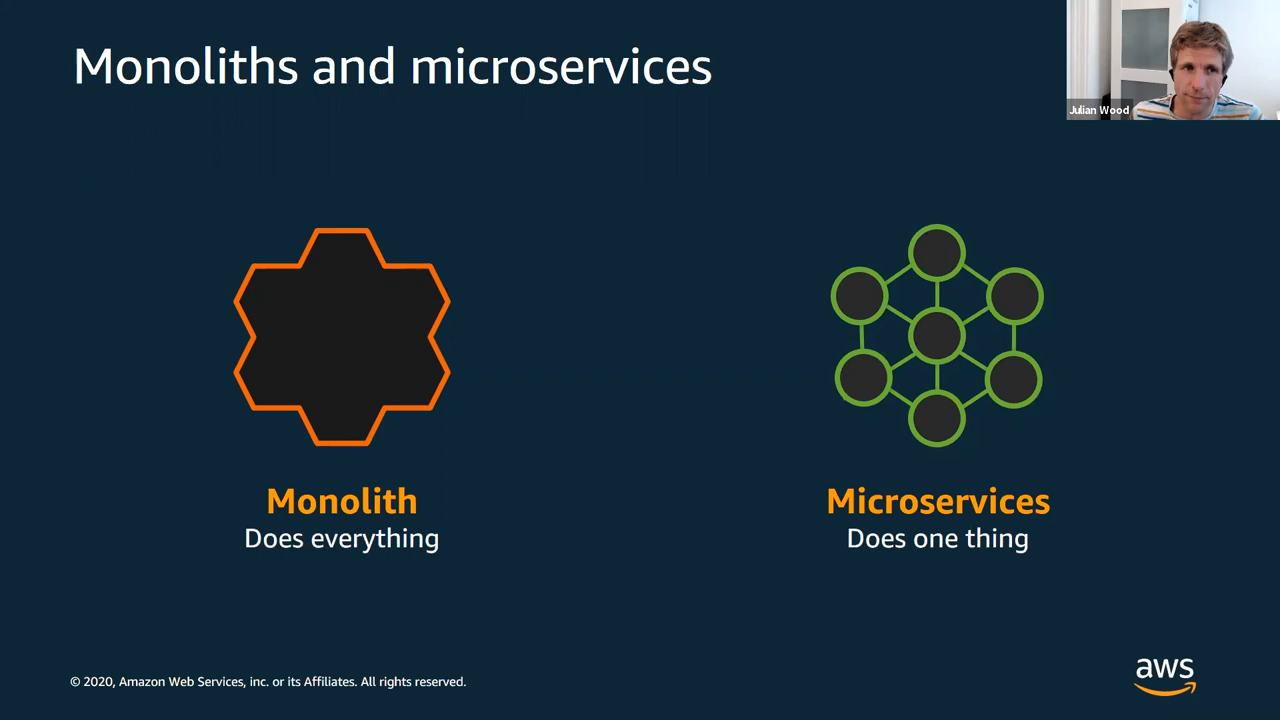 Monoliths and microservices
Julian Wood
Monolith
Does everything
Microservices
Does one thing
© 2020, Amazon Web Services, inc. or its Affiliates. All rights reserved.
aws